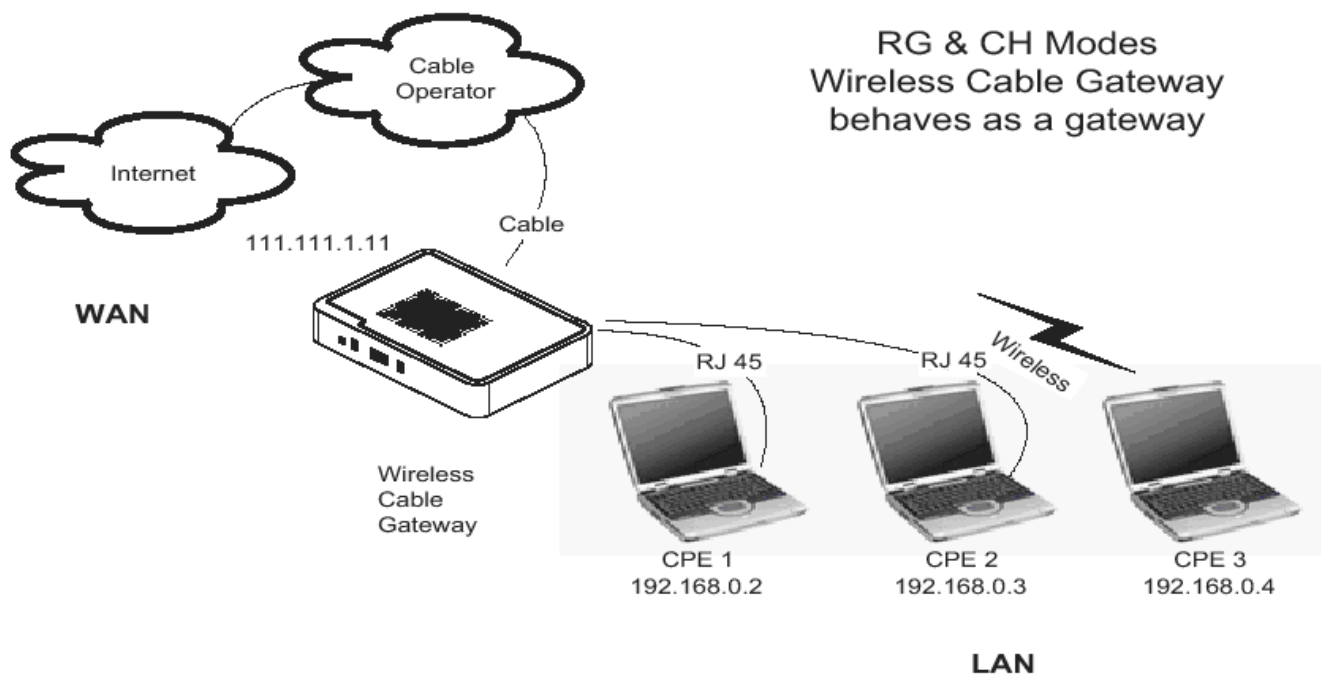 RG & CH Modes
Wireless Cable Gateway
behaves as a gateway
Cable
Operator
Internet
Cable
111.111.1.11
WAN
RJ 45
RJ 45
Wireless
Wireless
Cable
Gateway
CPE 1
192.168.0.2
CPE 2
192.168.0.3
CPE 3
192.168.0.4
LAN